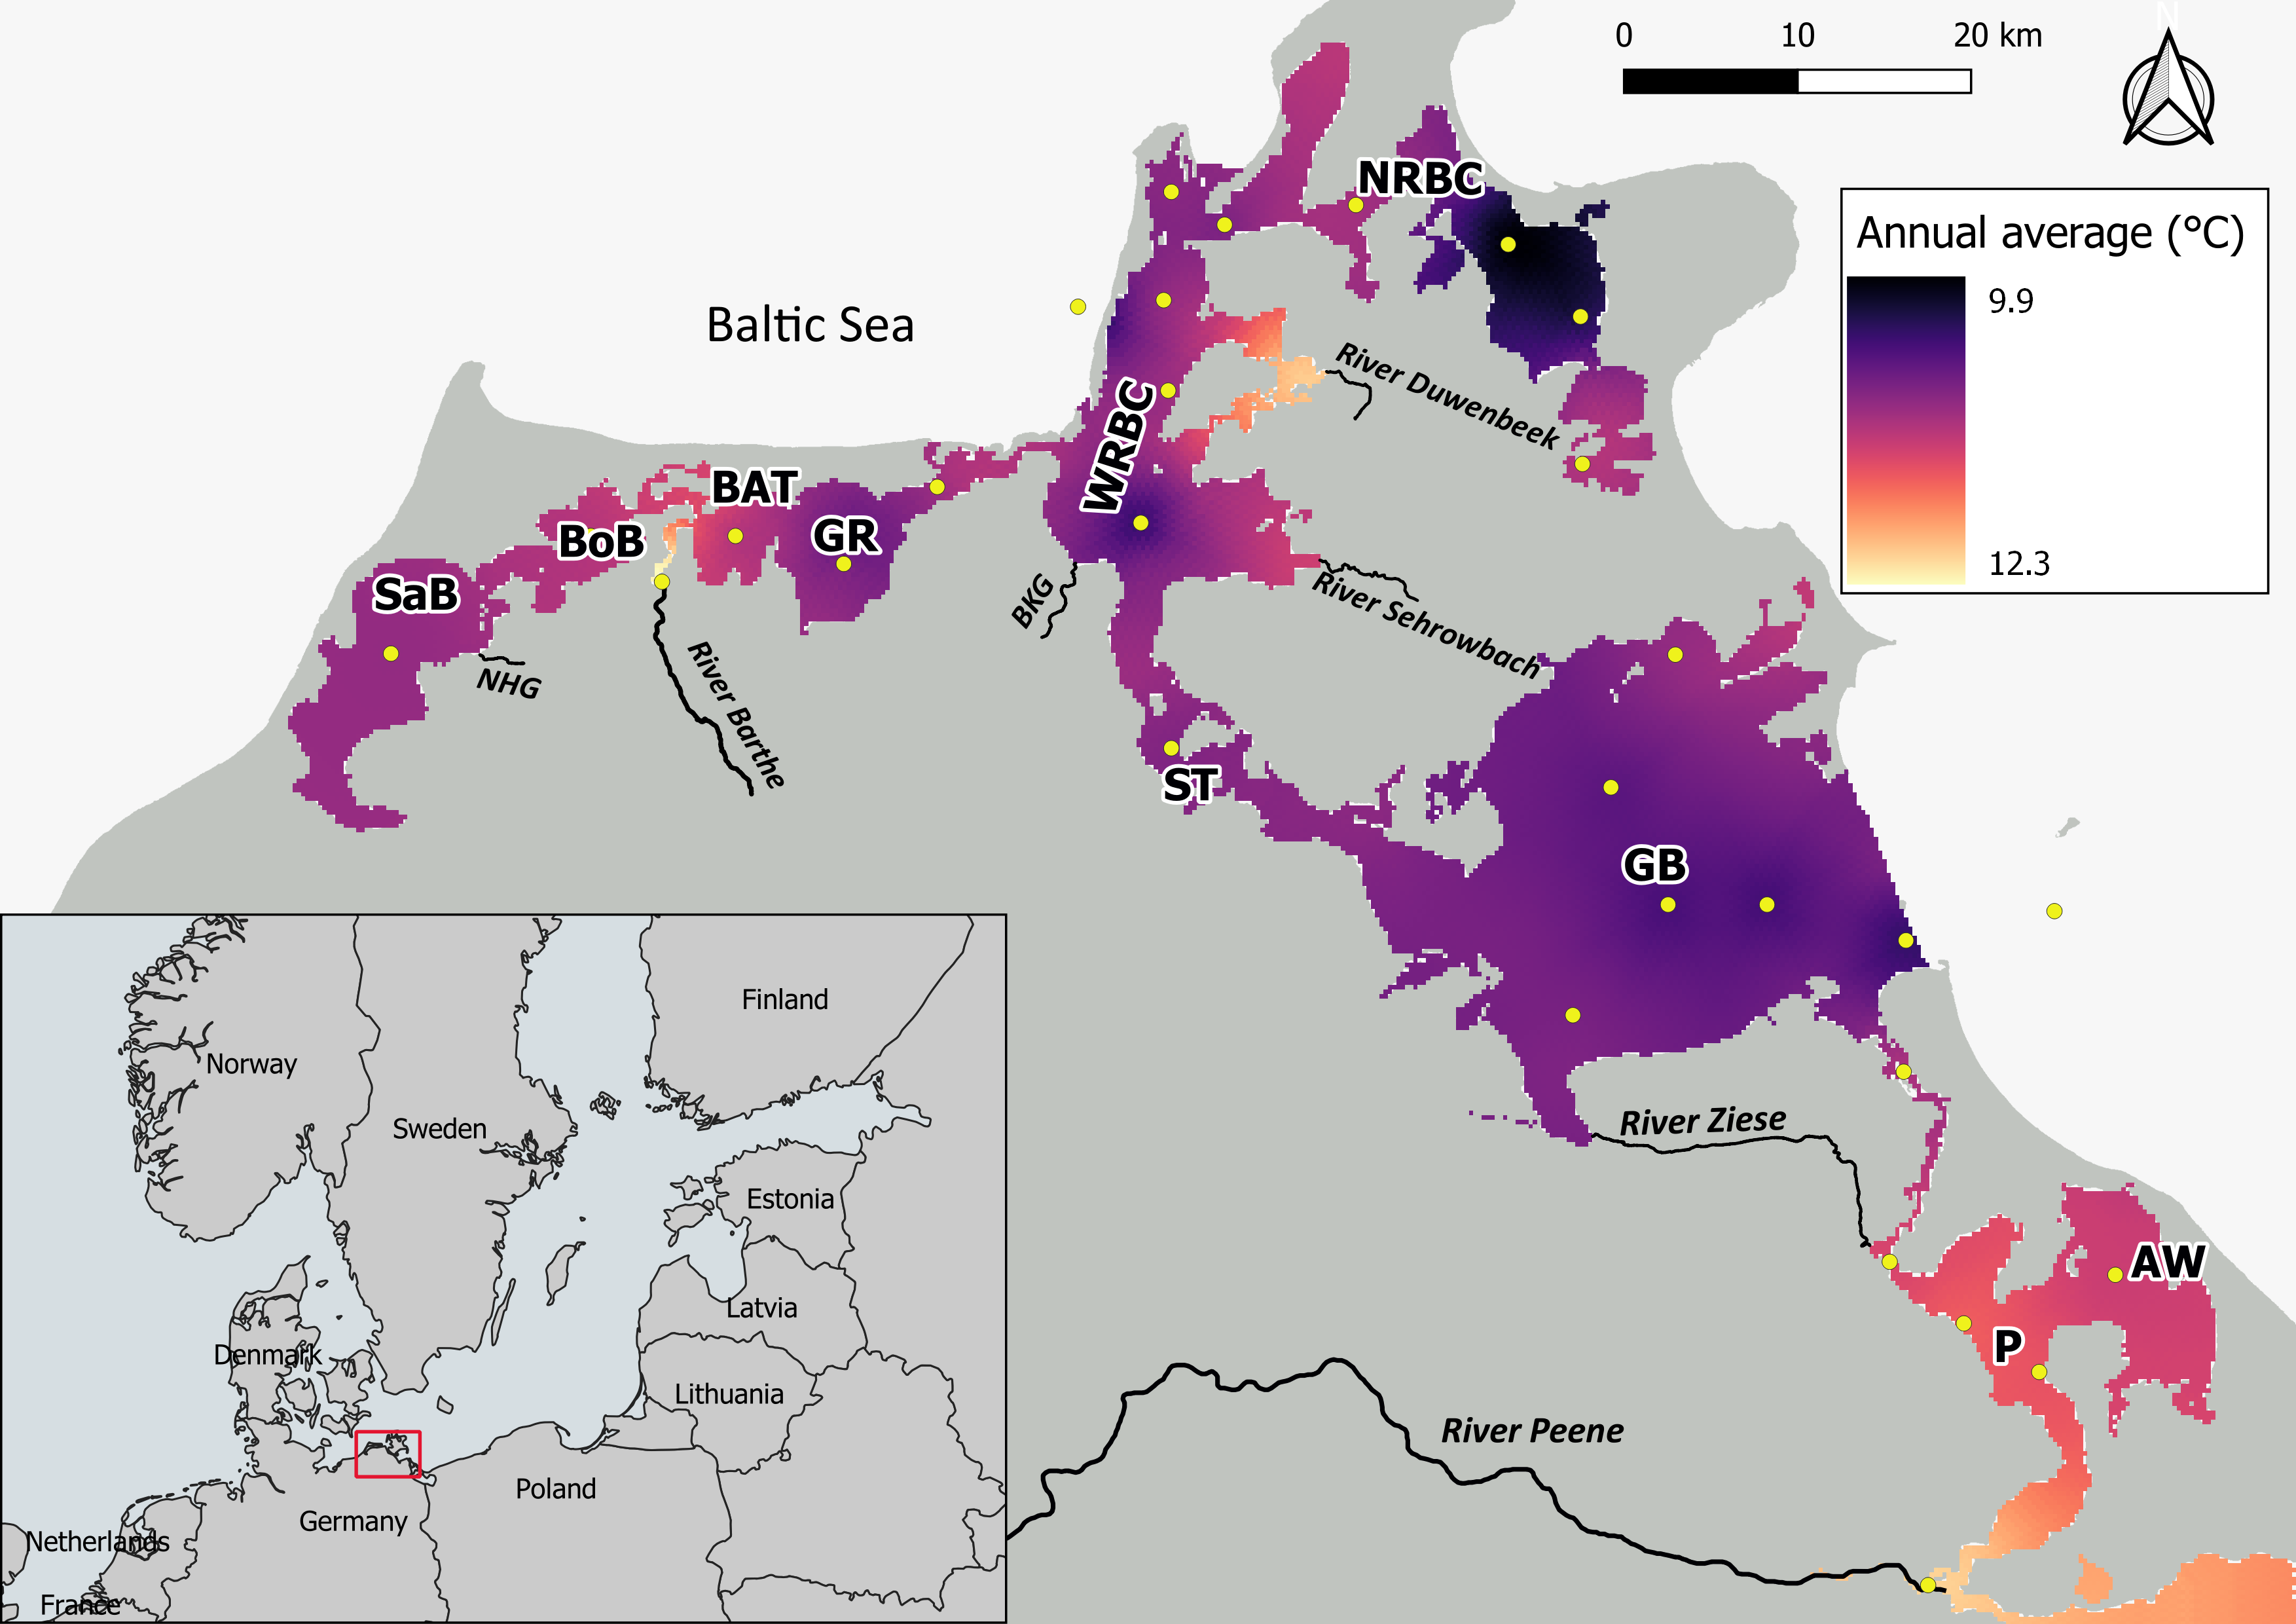 0 10 20 km
N
NRBC
Annual average (°C)
9.9
12.3
Baltic Sea
River Duwenbeek
WRBC
BAT
GR
BoB
SaB
BKG
River Sehrowbach
NHG
River Barthe
ST
GB
River Ziese
AW
P
River Peene
Finland
Norway
Sweden
Estonia
Latvia
Denmark
Lithuania
Poland
Germany
Netherlands
France